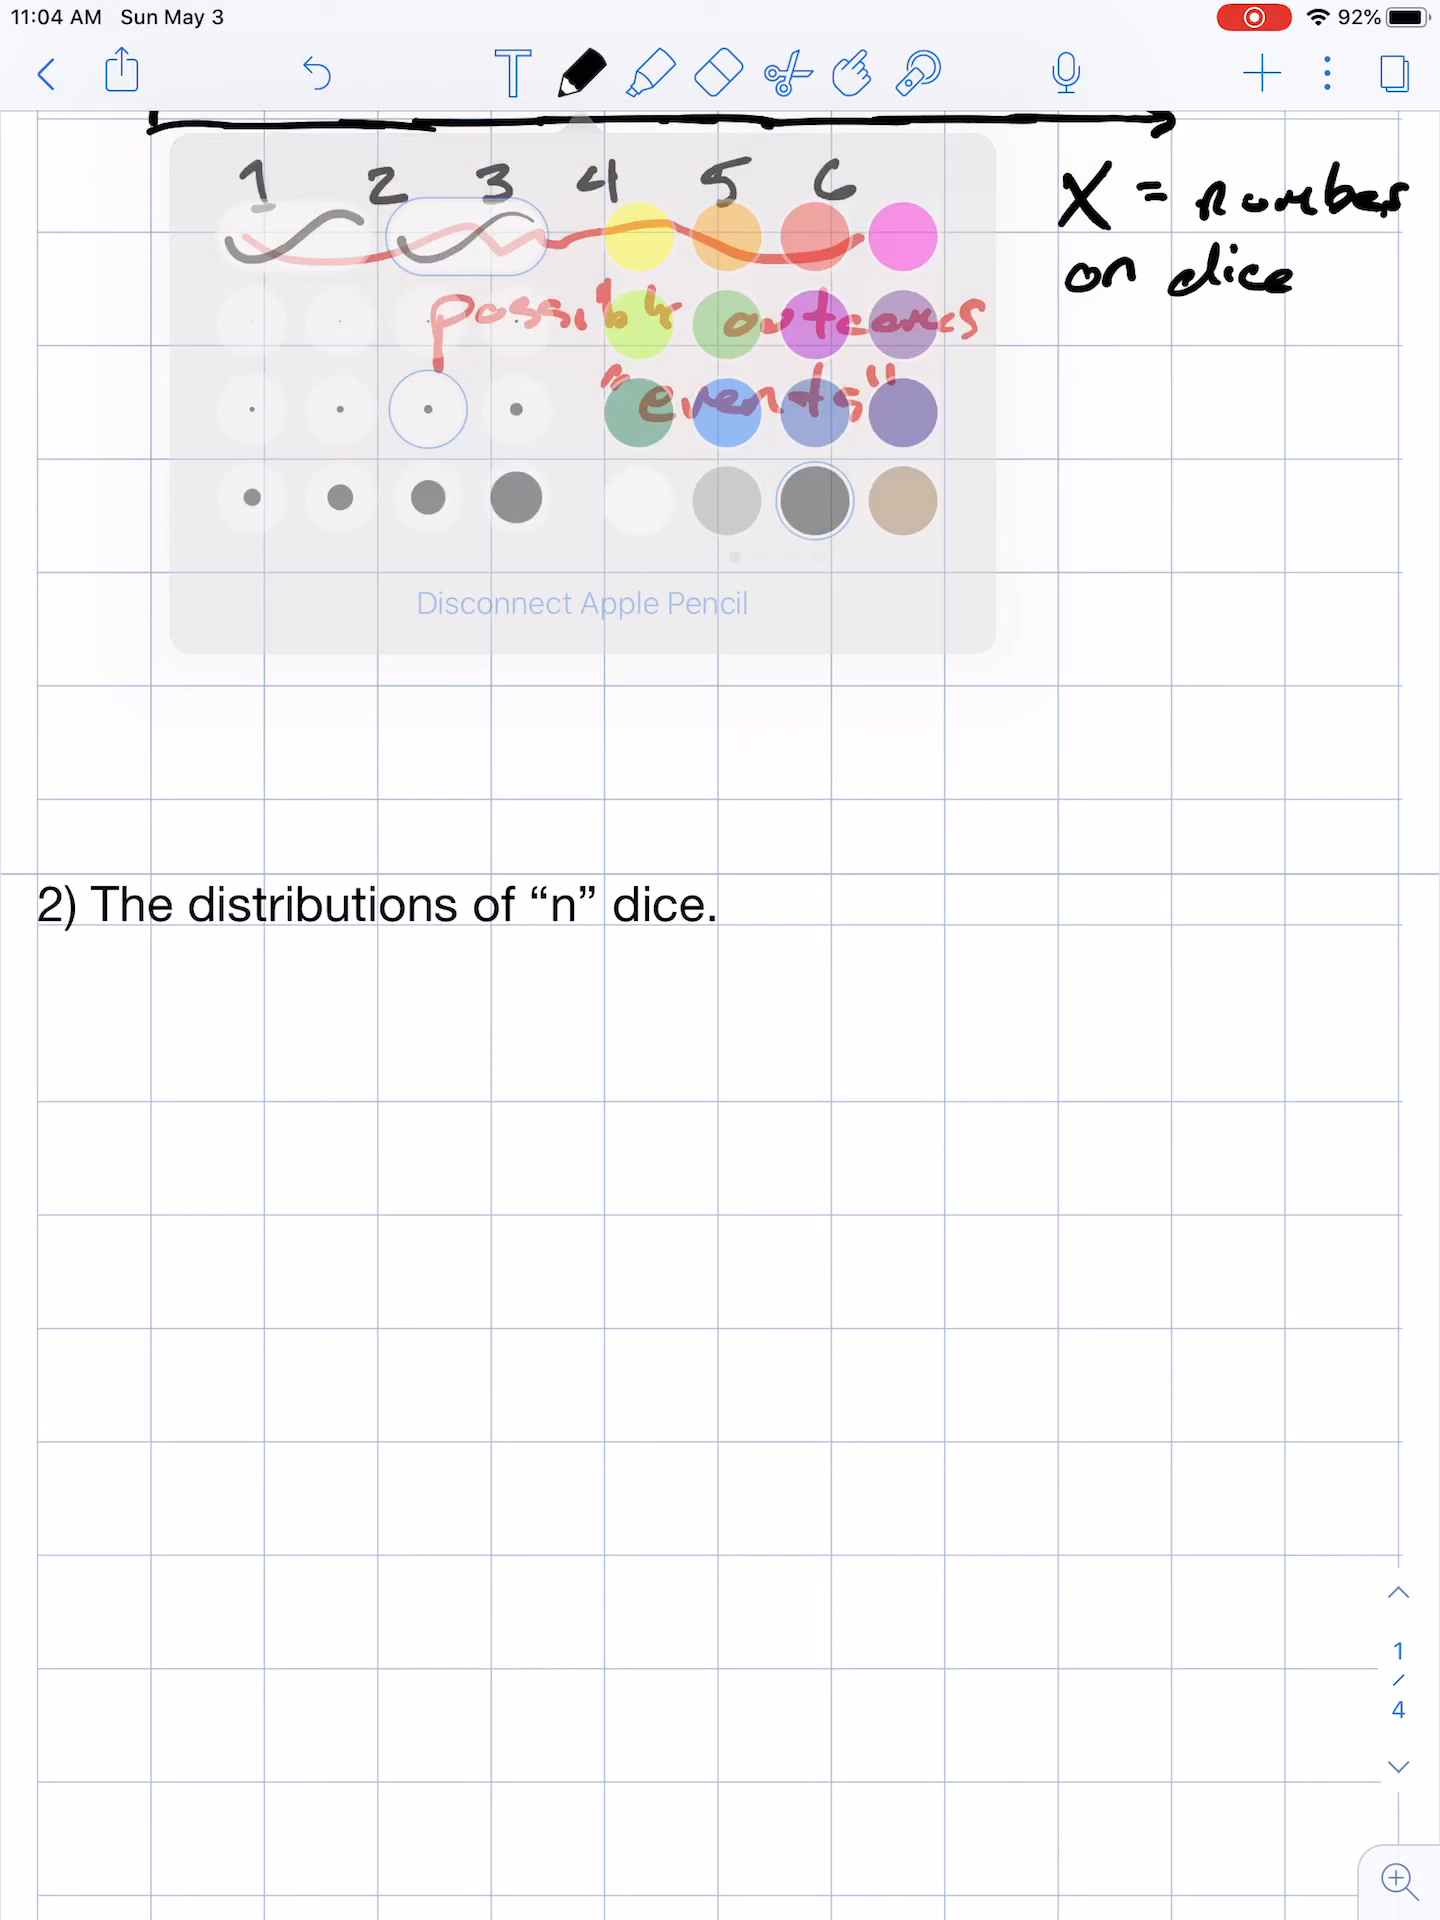 11:04 AM Sun May 3 92%
T
1 2 3 4 5 6
X = number
on dice
possible outcomes
"events"
Disconnect Apple Pencil
2) The distributions of “n” dice.
1
/
4